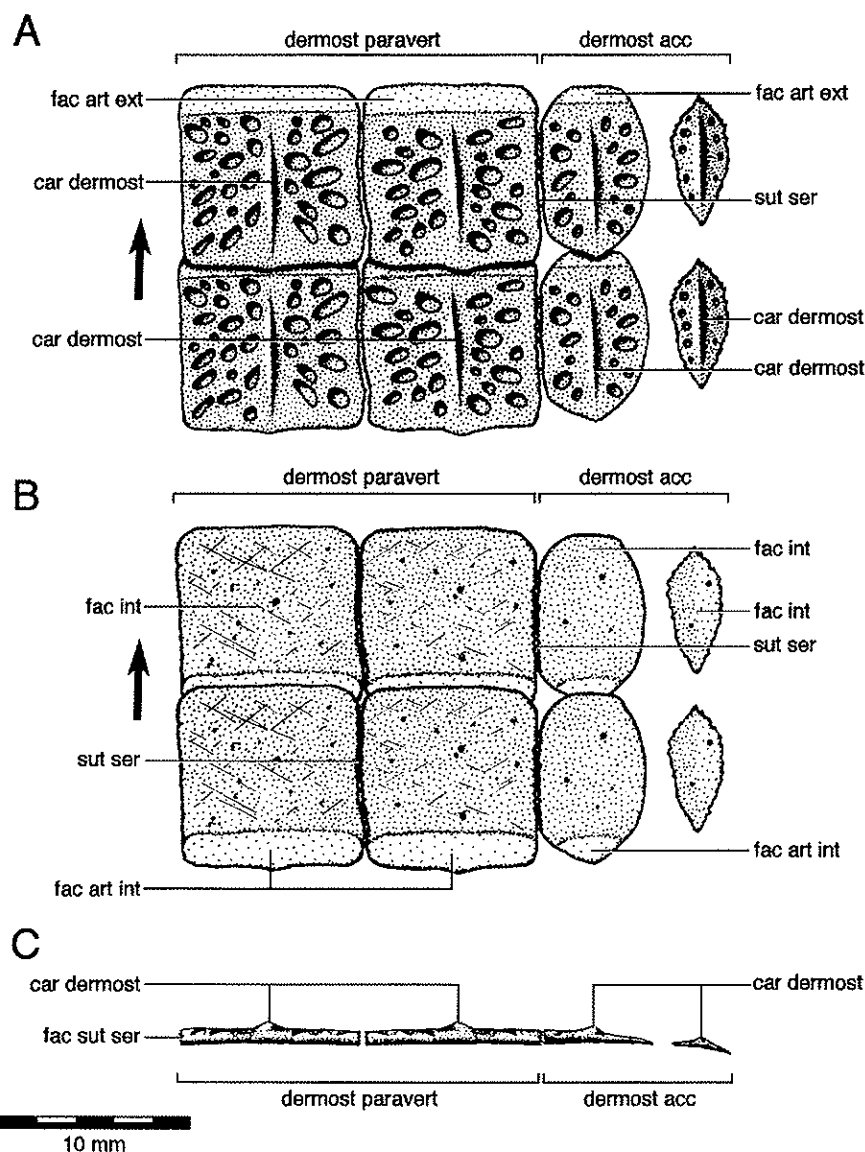 A
dermost paravert
dermost acc
fac art ext
fac art ext
car dermost
sut ser
car dermost
car dermost
car dermost
B
dermost paravert
dermost acc
fac int
fac int
fac int
sut ser
sut ser
fac art int
fac art int
C
car dermost
car dermost
fac sut ser
dermost paravert
dermost acc
10 mm